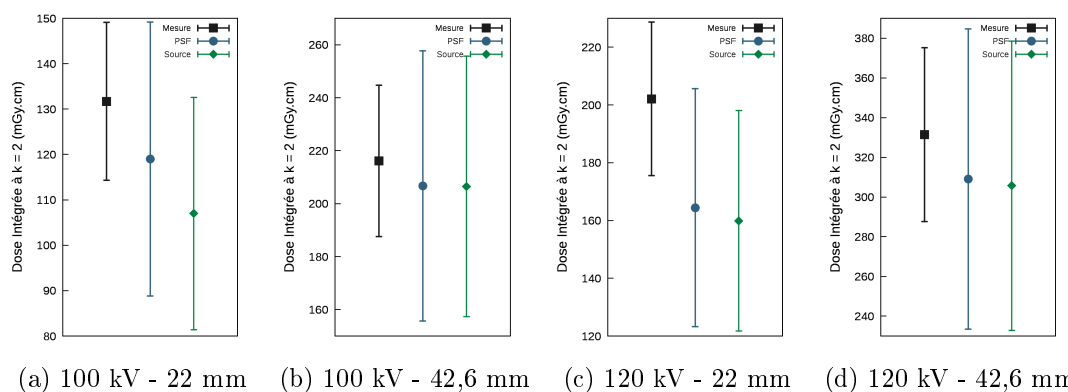 Dose Intégrée à k = 2 (mGy.cm)
150
140
130
120
110
100
90
80
Mesure
PSF
Source
(a) 100 kV - 22 mm
Dose Intégrée à k = 2 (mGy.cm)
260
240
220
200
180
160
Mesure
PSF
Source
(b) 100 kV - 42,6 mm
Dose Intégrée à k = 2 (mGy.cm)
220
200
180
160
140
120
Mesure
PSF
Source
(c) 120 kV - 22 mm
Dose Intégrée à k = 2 (mGy.cm)
380
360
340
320
300
280
260
240
Mesure
PSF
Source
(d) 120 kV - 42,6 mm